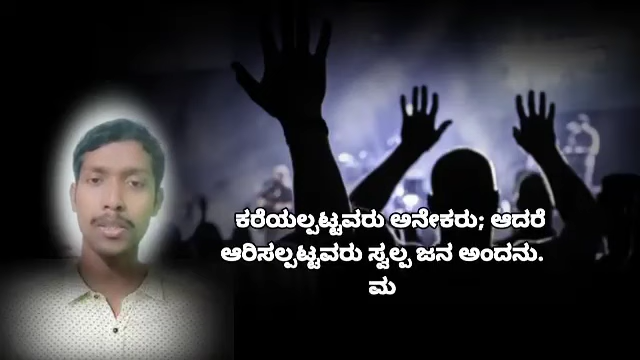 ಕರೆಯಲ್ಪಟ್ಟವರು ಅನೇಕರು; ಆದರೆ
ಆರಿಸಲ್ಪಟ್ಟವರು ಸ್ವಲ್ಪ ಜನ ಅಂದನು.
ಮ